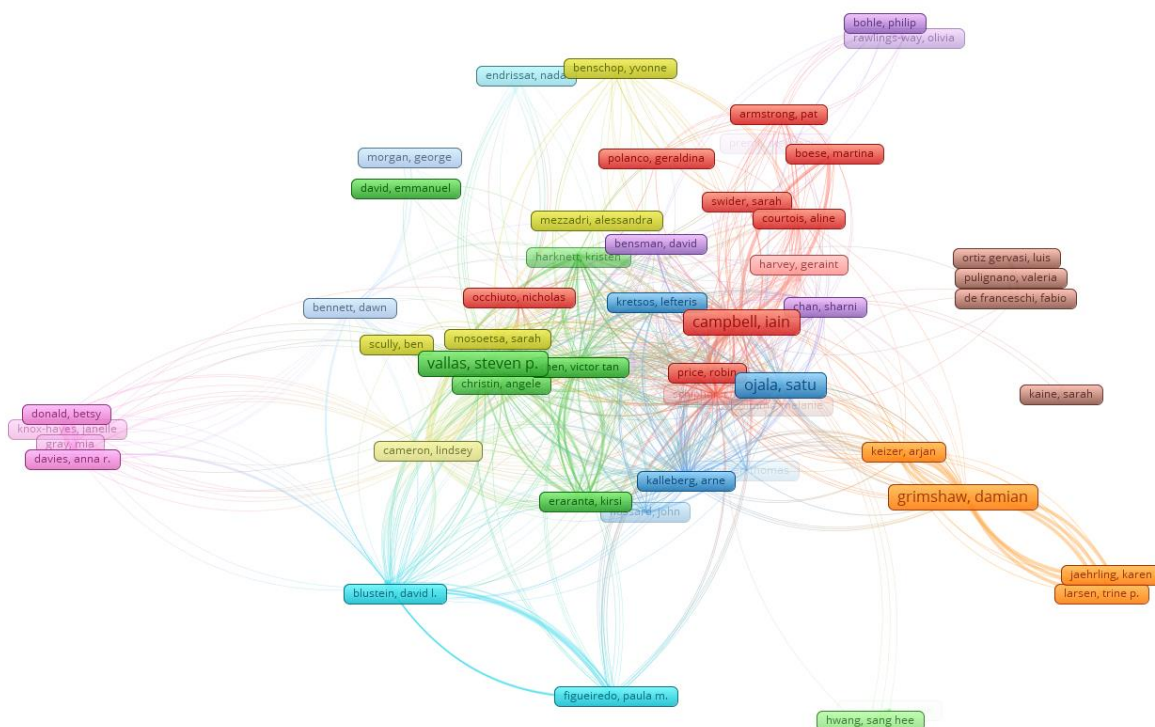 bohle, philip
rawlings-way, olivia
benschop, yvonne
endrissat, nada
armstrong, pat
boese, martina
morgan, george
polanco, geraldina
david, emmanuel
swider, sarah
courtois, aline
mezzadri, alessandra
bensman, david
harknett, kristen
ortiz gervasi, luis
harvey, geraint
pulignano, valeria
occhiuto, nicholas
de franceschi, fabio
kretsos, lefteris
bennett, dawn
chan, sharni
campbell, iain
mosoetsa, sarah
scully, ben
vallas, steven p.
victor tan
price, robin
christin, angele
ojala, satu
kaine, sarah
donald, betsy
knox-hayes, janelle
gray, mia
cameron, lindsey
keizer, arjan
davies, anna r.
kalleberg, arne
grimshaw, damian
eraranta, kirsi
john
jaehrling, karen
blustein, david l.
larsen, trine p.
figueiredo, paula m.
hwang, sang hee